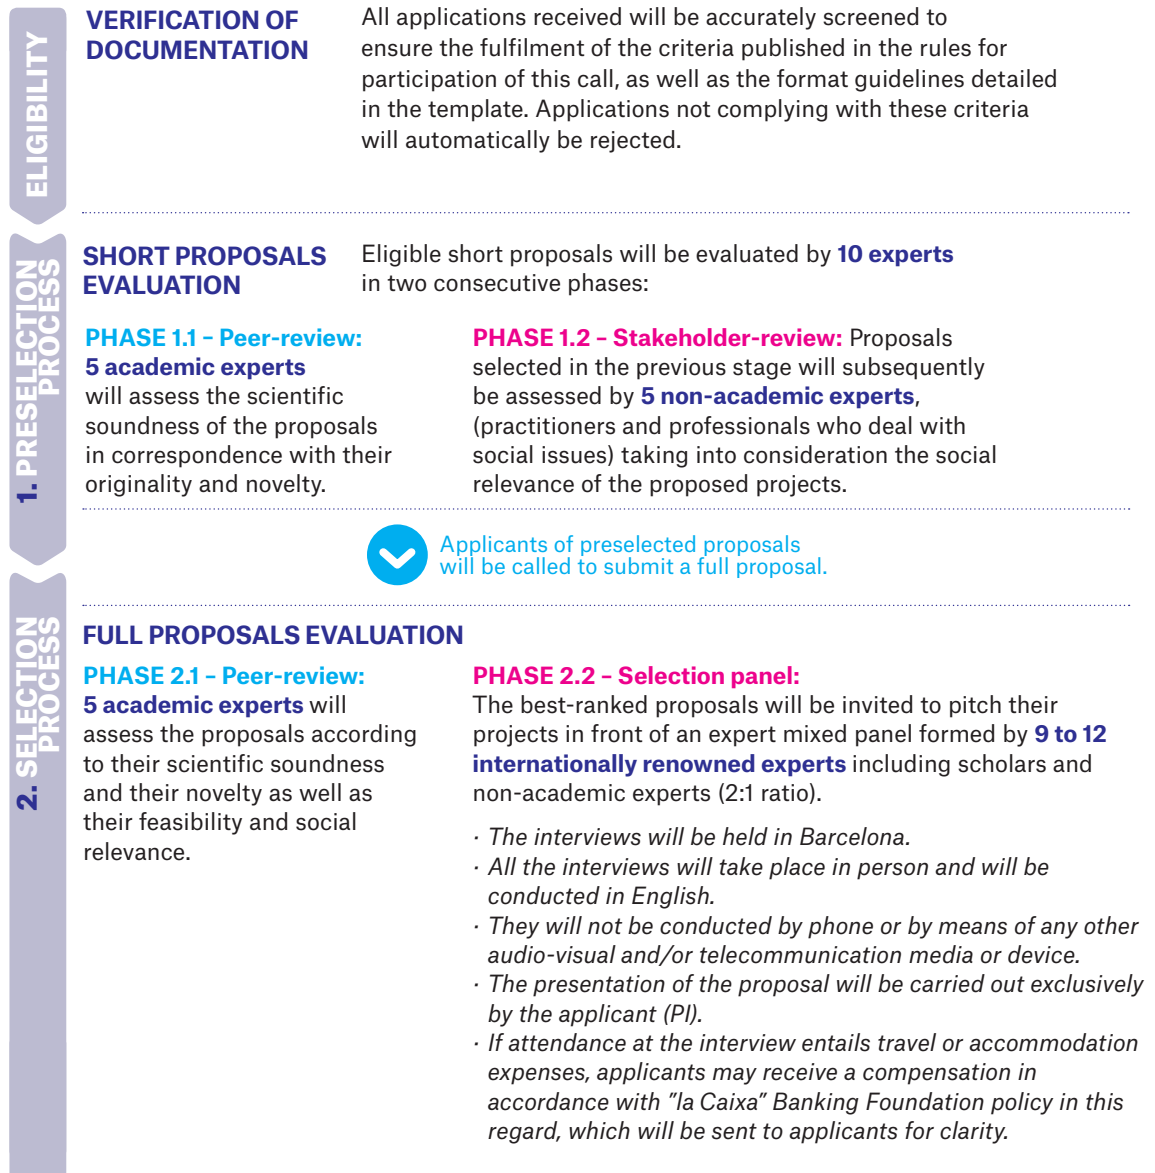 ELIGIBILITY
VERIFICATION OF
DOCUMENTATION
All applications received will be accurately screened to
ensure the fulfilment of the criteria published in the rules for
participation of this call, as well as the format guidelines detailed
in the template. Applications not complying with these criteria
will automatically be rejected.
1. PRESELECTION
PROCESS
SHORT PROPOSALS
EVALUATION
Eligible short proposals will be evaluated by 10 experts
in two consecutive phases:
PHASE 1.1 – Peer-review:
5 academic experts
will assess the scientific
soundness of the proposals
in correspondence with their
originality and novelty.
PHASE 1.2 – Stakeholder-review: Proposals
selected in the previous stage will subsequently
be assessed by 5 non-academic experts,
(practitioners and professionals who deal with
social issues) taking into consideration the social
relevance of the proposed projects.
Applicants of preselected proposals
will be called to submit a full proposal.
2. SELECTION
PROCESS
FULL PROPOSALS EVALUATION
PHASE 2.1 – Peer-review:
5 academic experts will
assess the proposals according
to their scientific soundness
and their novelty as well as
their feasibility and social
relevance.
PHASE 2.2 – Selection panel:
The best-ranked proposals will be invited to pitch their
projects in front of an expert mixed panel formed by 9 to 12
internationally renowned experts including scholars and
non-academic experts (2:1 ratio).
· The interviews will be held in Barcelona.
· All the interviews will take place in person and will be
conducted in English.
· They will not be conducted by phone or by means of any other
audio-visual and/or telecommunication media or device.
· The presentation of the proposal will be carried out exclusively
by the applicant (PI).
· If attendance at the interview entails travel or accommodation
expenses, applicants may receive a compensation in
accordance with ”la Caixa” Banking Foundation policy in this
regard, which will be sent to applicants for clarity.